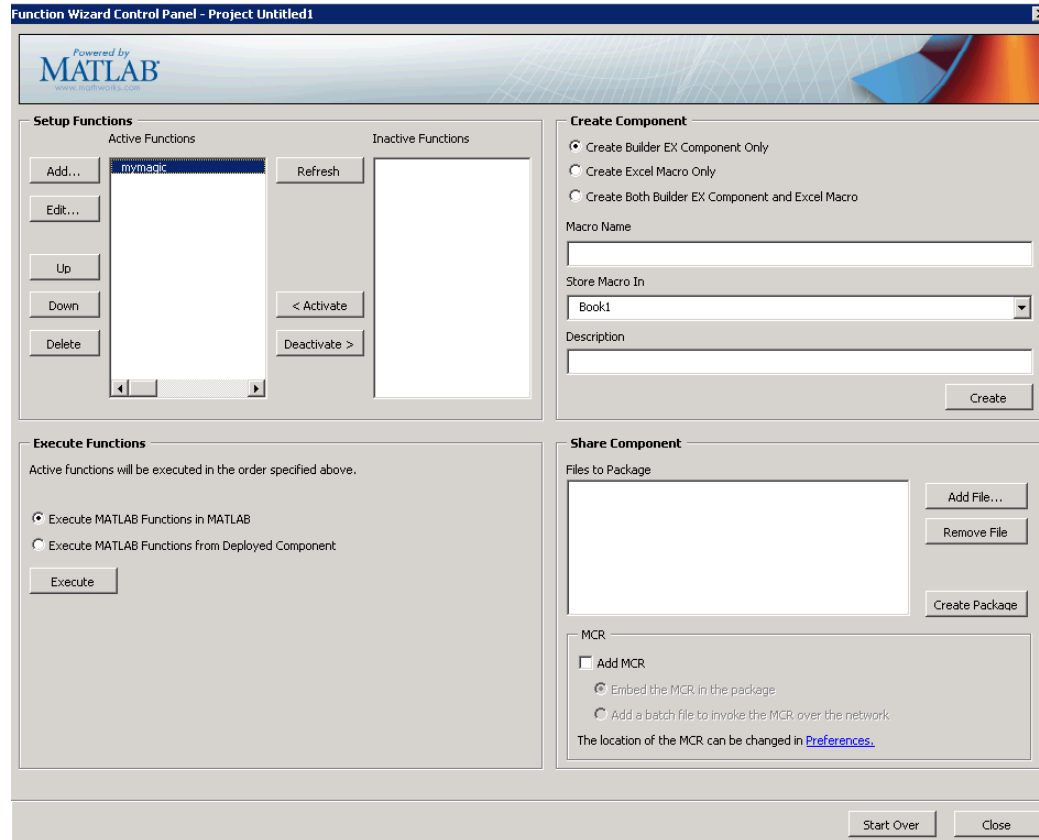 Function Wizard Control Panel - Project Untitled1
Powered by
MATLAB®
www.mathworks.com
Setup Functions
Active Functions
Inactive Functions
Add...
mymagic
Refresh
Edit...
Up
Down
< Activate
Delete
Deactivate >
Create Component
Create Builder EX Component Only
Create Excel Macro Only
Create Both Builder EX Component and Excel Macro
Macro Name
Store Macro In
Book1
Description
Create
Execute Functions
Active functions will be executed in the order specified above.
Execute MATLAB Functions in MATLAB
Execute MATLAB Functions from Deployed Component
Execute
Share Component
Files to Package
Add File...
Remove File
Create Package
MCR
Add MCR
Embed the MCR in the package
Add a batch file to invoke the MCR over the network
The location of the MCR can be changed in Preferences.
Start Over
Close